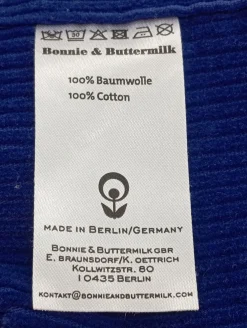 30
Bonnie & Buttermilk
100% Baumwolle
100% Cotton
MADE IN BERLIN/GERMANY
BONNIE & BUTTERMILK GBR
E. BRAUNSDORF/K. OETTRICH
KOLLWITZSTR. 80
10435 BERLIN
KONTAKT@BONNIEANDBUTTERMILK.COM